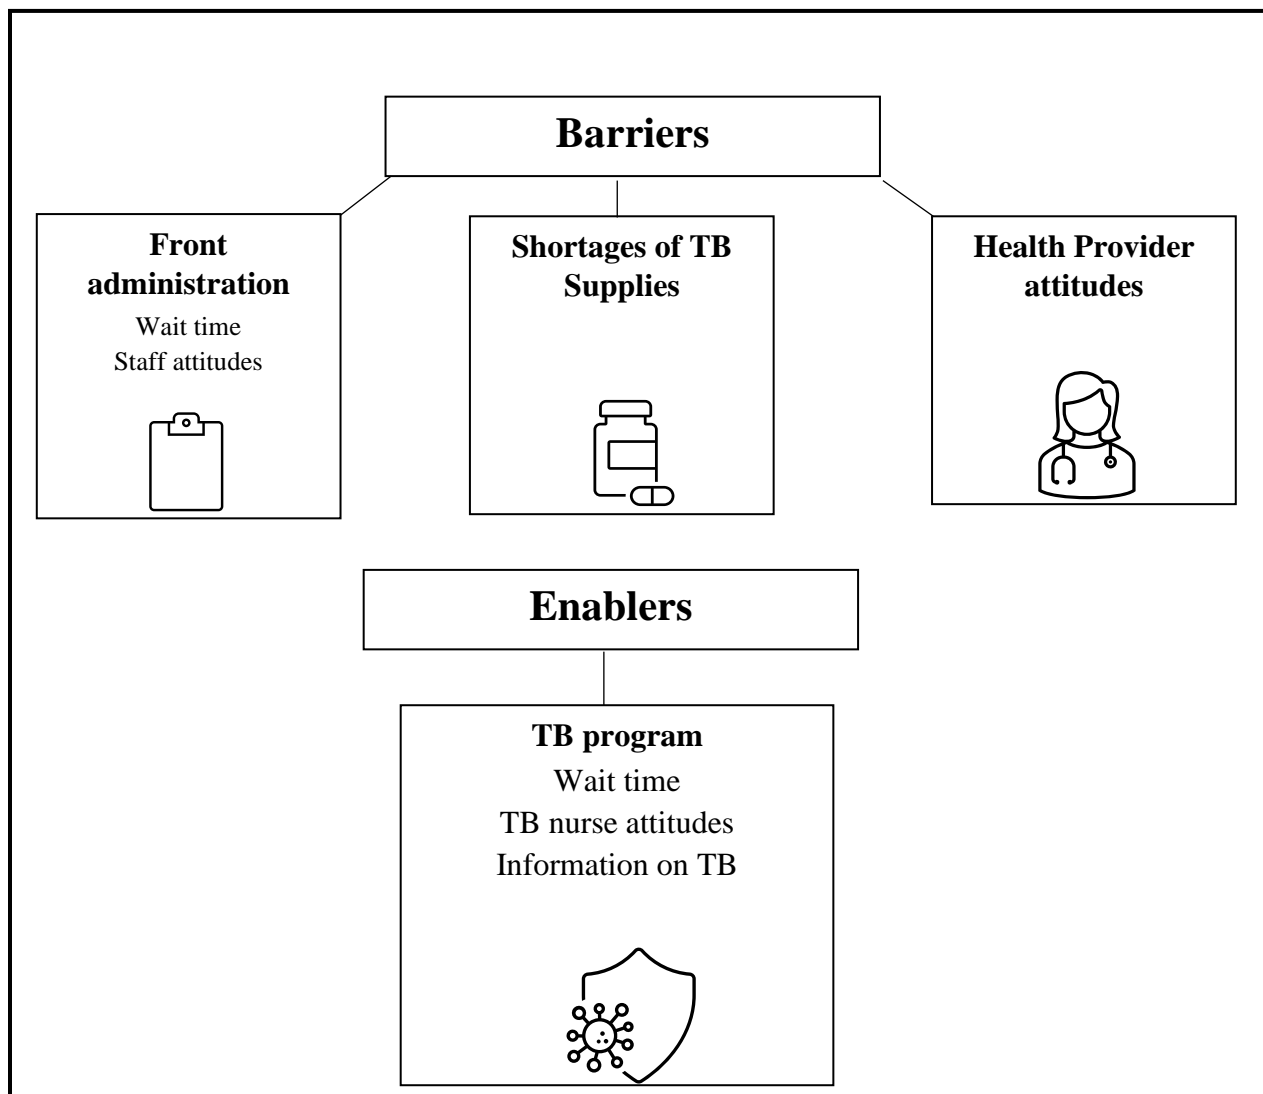 Barriers
Front
administration
Wait time
Staff attitudes
Shortages of TB
Supplies
Health Provider
attitudes
Enablers
TB program
Wait time
TB nurse attitudes
Information on TB